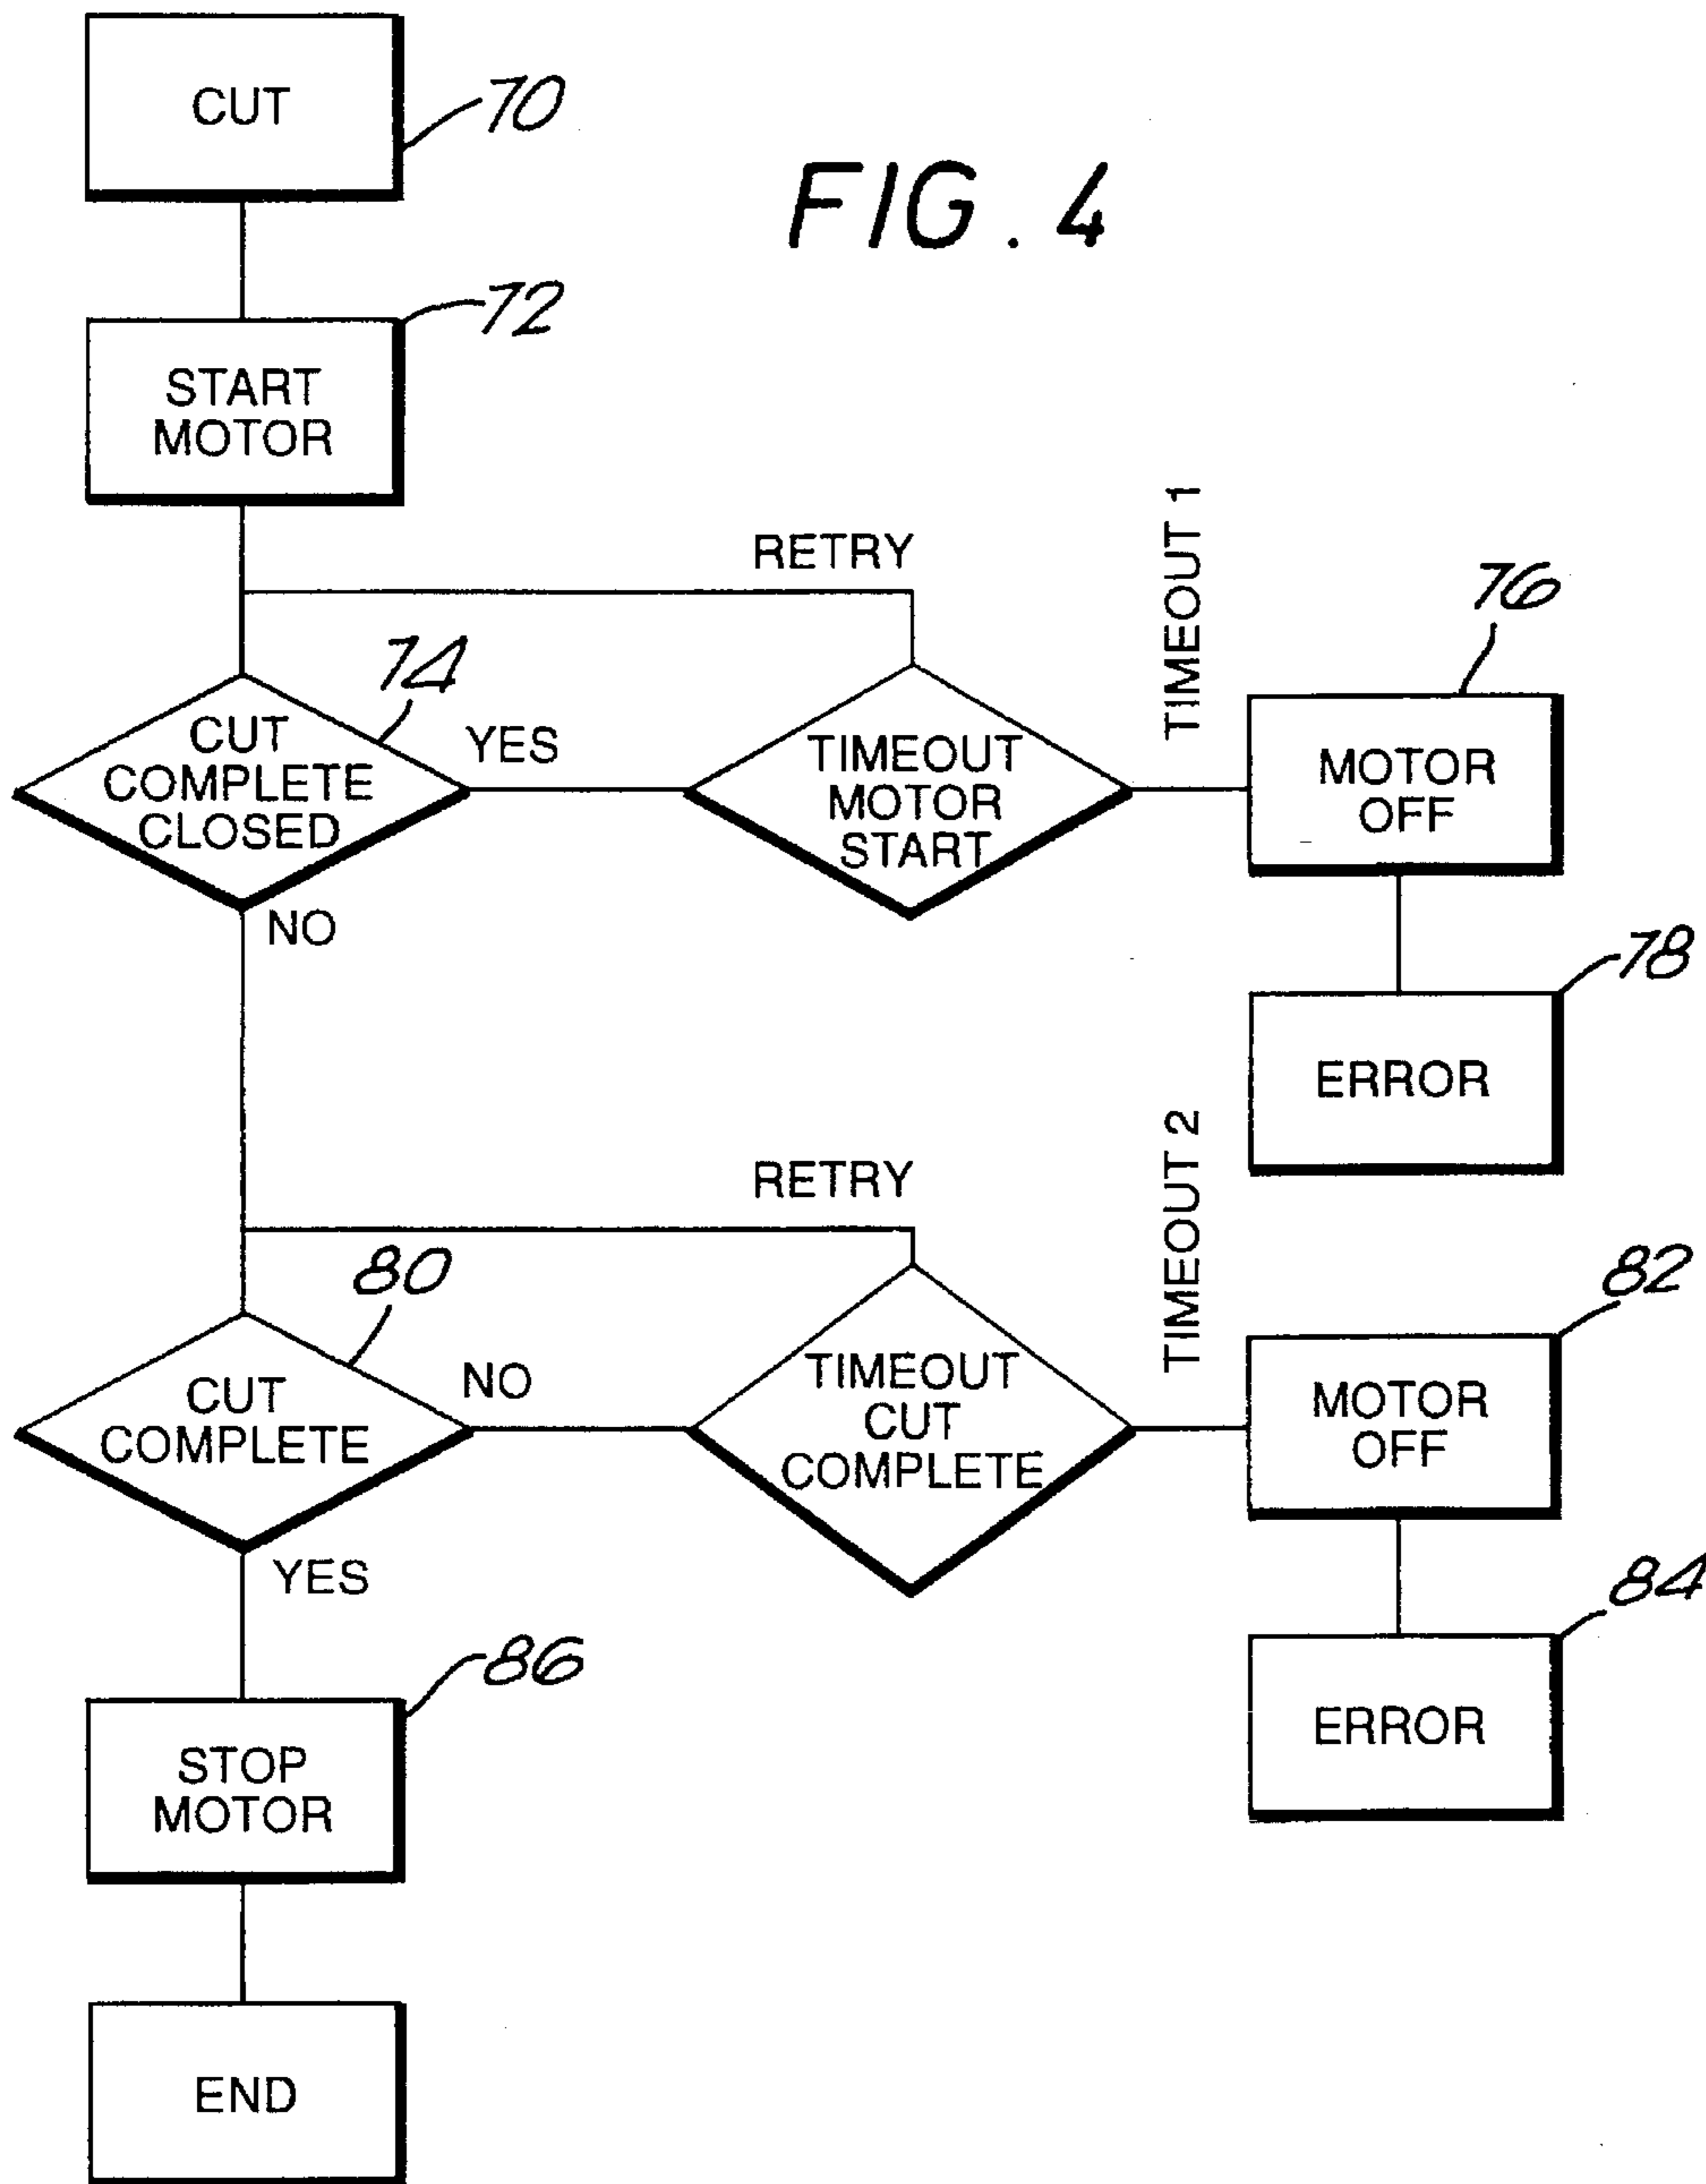 CUT
70
FIG. 4
72
START
MOTOR
RETRY
TIMEOUT 1
76
74
CUT
COMPLETE
CLOSED
YES
TIMEOUT
MOTOR
START
MOTOR
OFF
NO
78
ERROR
RETRY
TIMEOUT 2
80
82
CUT
COMPLETE
NO
TIMEOUT
CUT
COMPLETE
MOTOR
OFF
YES
84
86
ERROR
STOP
MOTOR
END